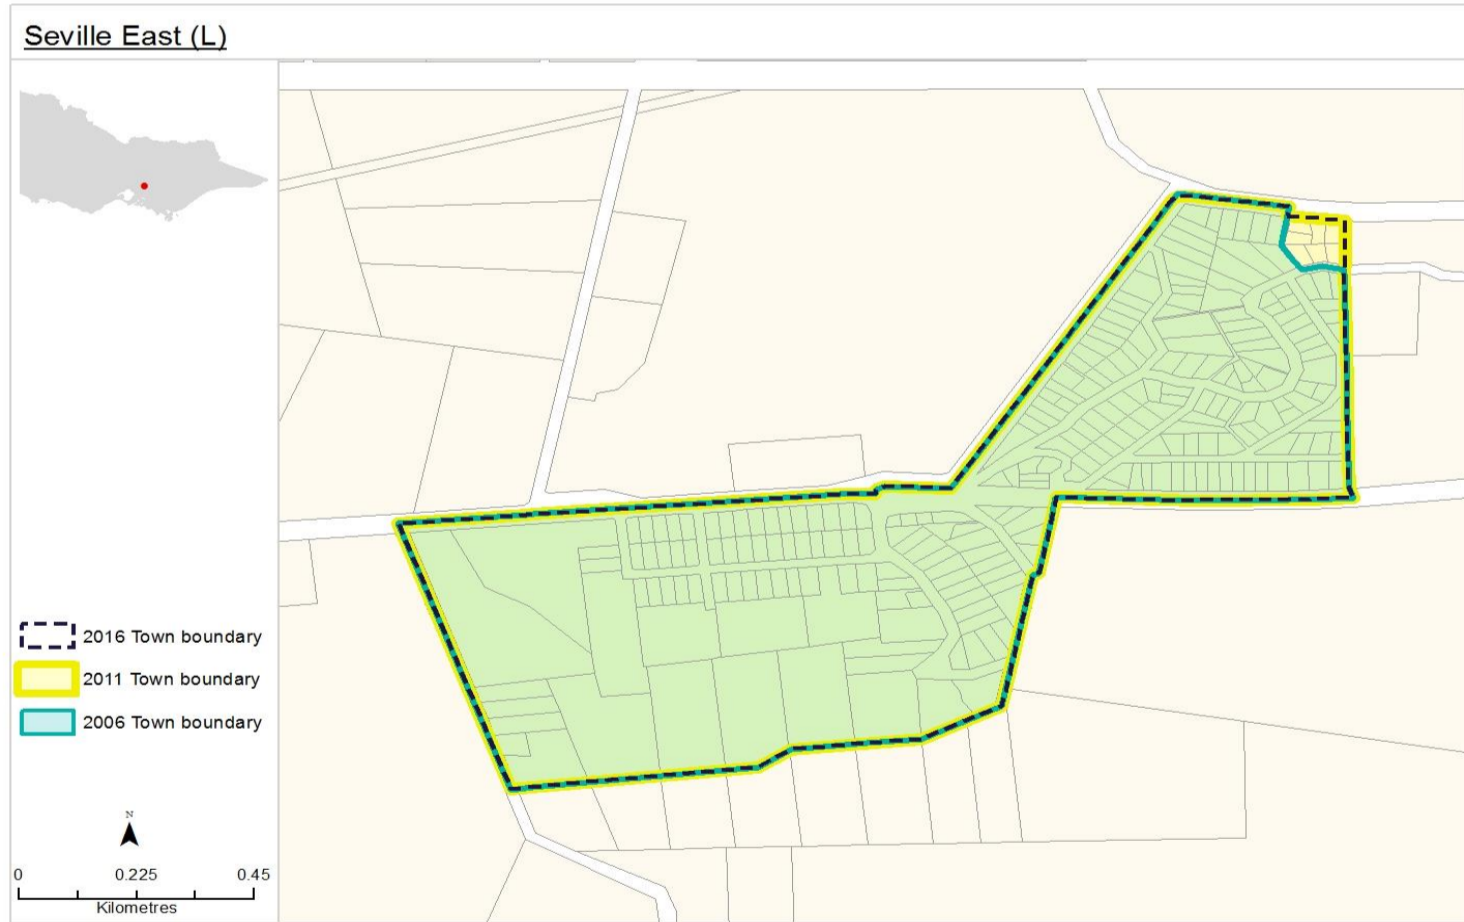 Seville East (L)
2016 Town boundary
2011 Town boundary
2006 Town boundary
N
0 0.225 0.45
Kilometres